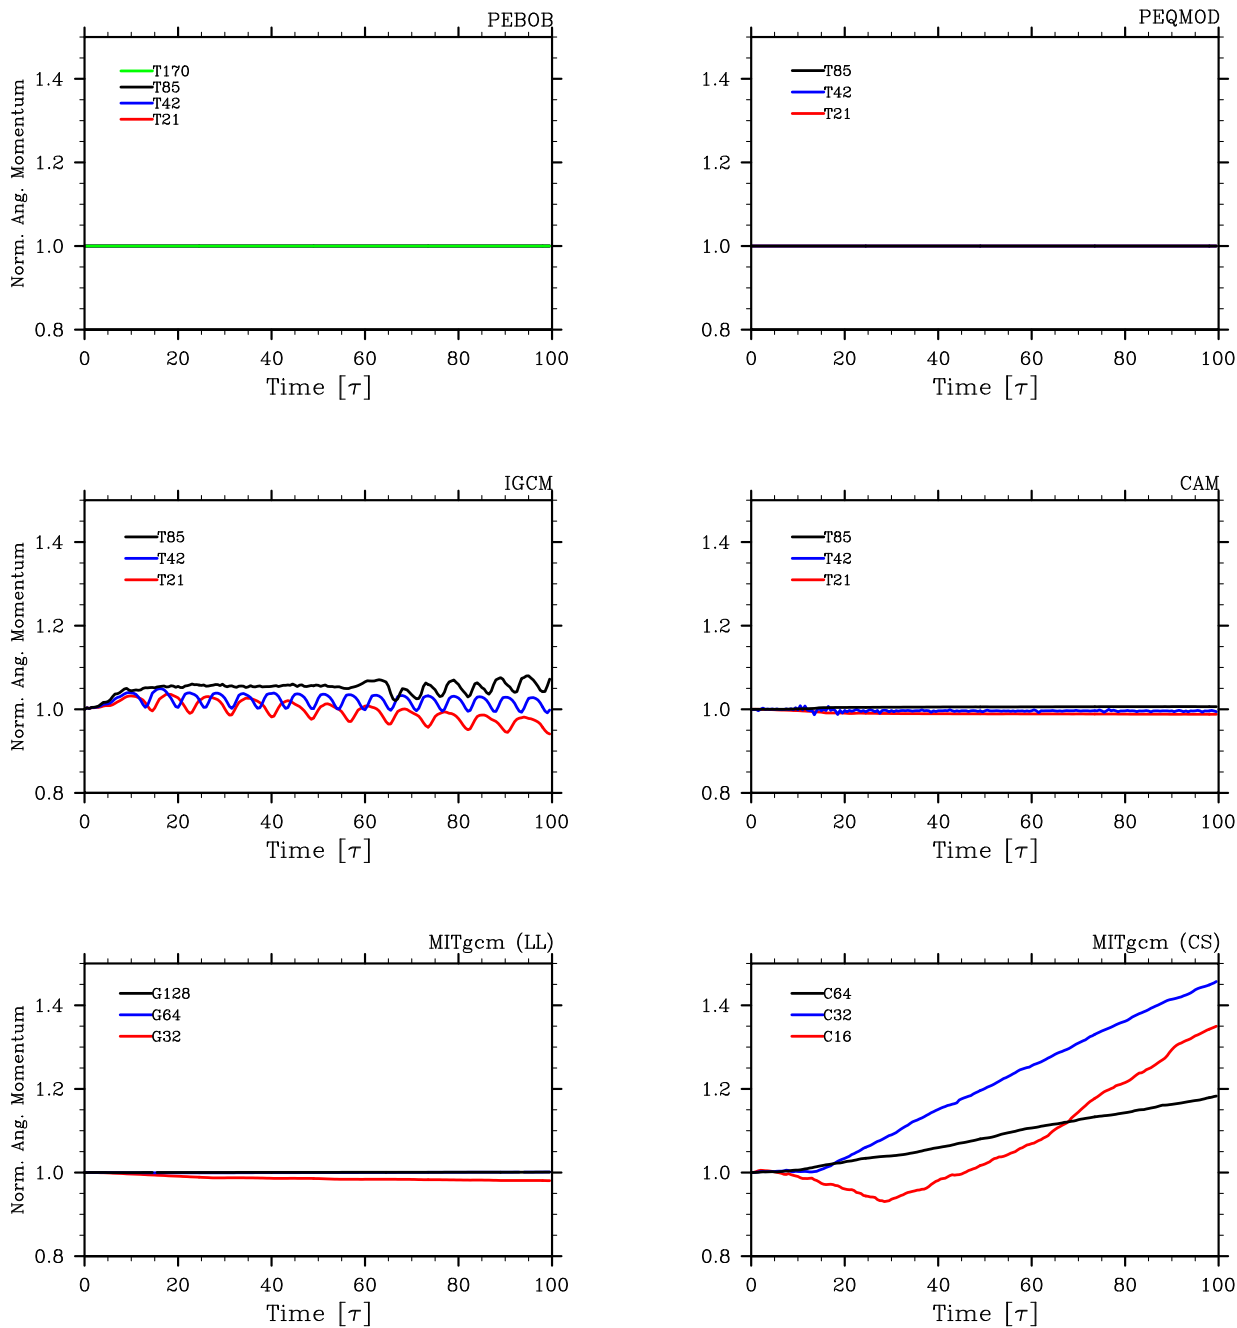 PEBOB
T170
T85
T42
T21
1.4
1.2
1.0
0.8
0 20 40 60 80 100
Norm. Ang. Momentum
Time [τ]
PEQMOD
T85
T42
T21
1.4
1.2
1.0
0.8
0 20 40 60 80 100
Time [τ]
IGCM
T85
T42
T21
1.4
1.2
1.0
0.8
0 20 40 60 80 100
Norm. Ang. Momentum
Time [τ]
CAM
T85
T42
T21
1.4
1.2
1.0
0.8
0 20 40 60 80 100
Time [τ]
MITgcm (LL)
G128
G64
G32
1.4
1.2
1.0
0.8
0 20 40 60 80 100
Norm. Ang. Momentum
Time [τ]
MITgcm (CS)
C64
C32
C16
1.4
1.2
1.0
0.8
0 20 40 60 80 100
Time [τ]